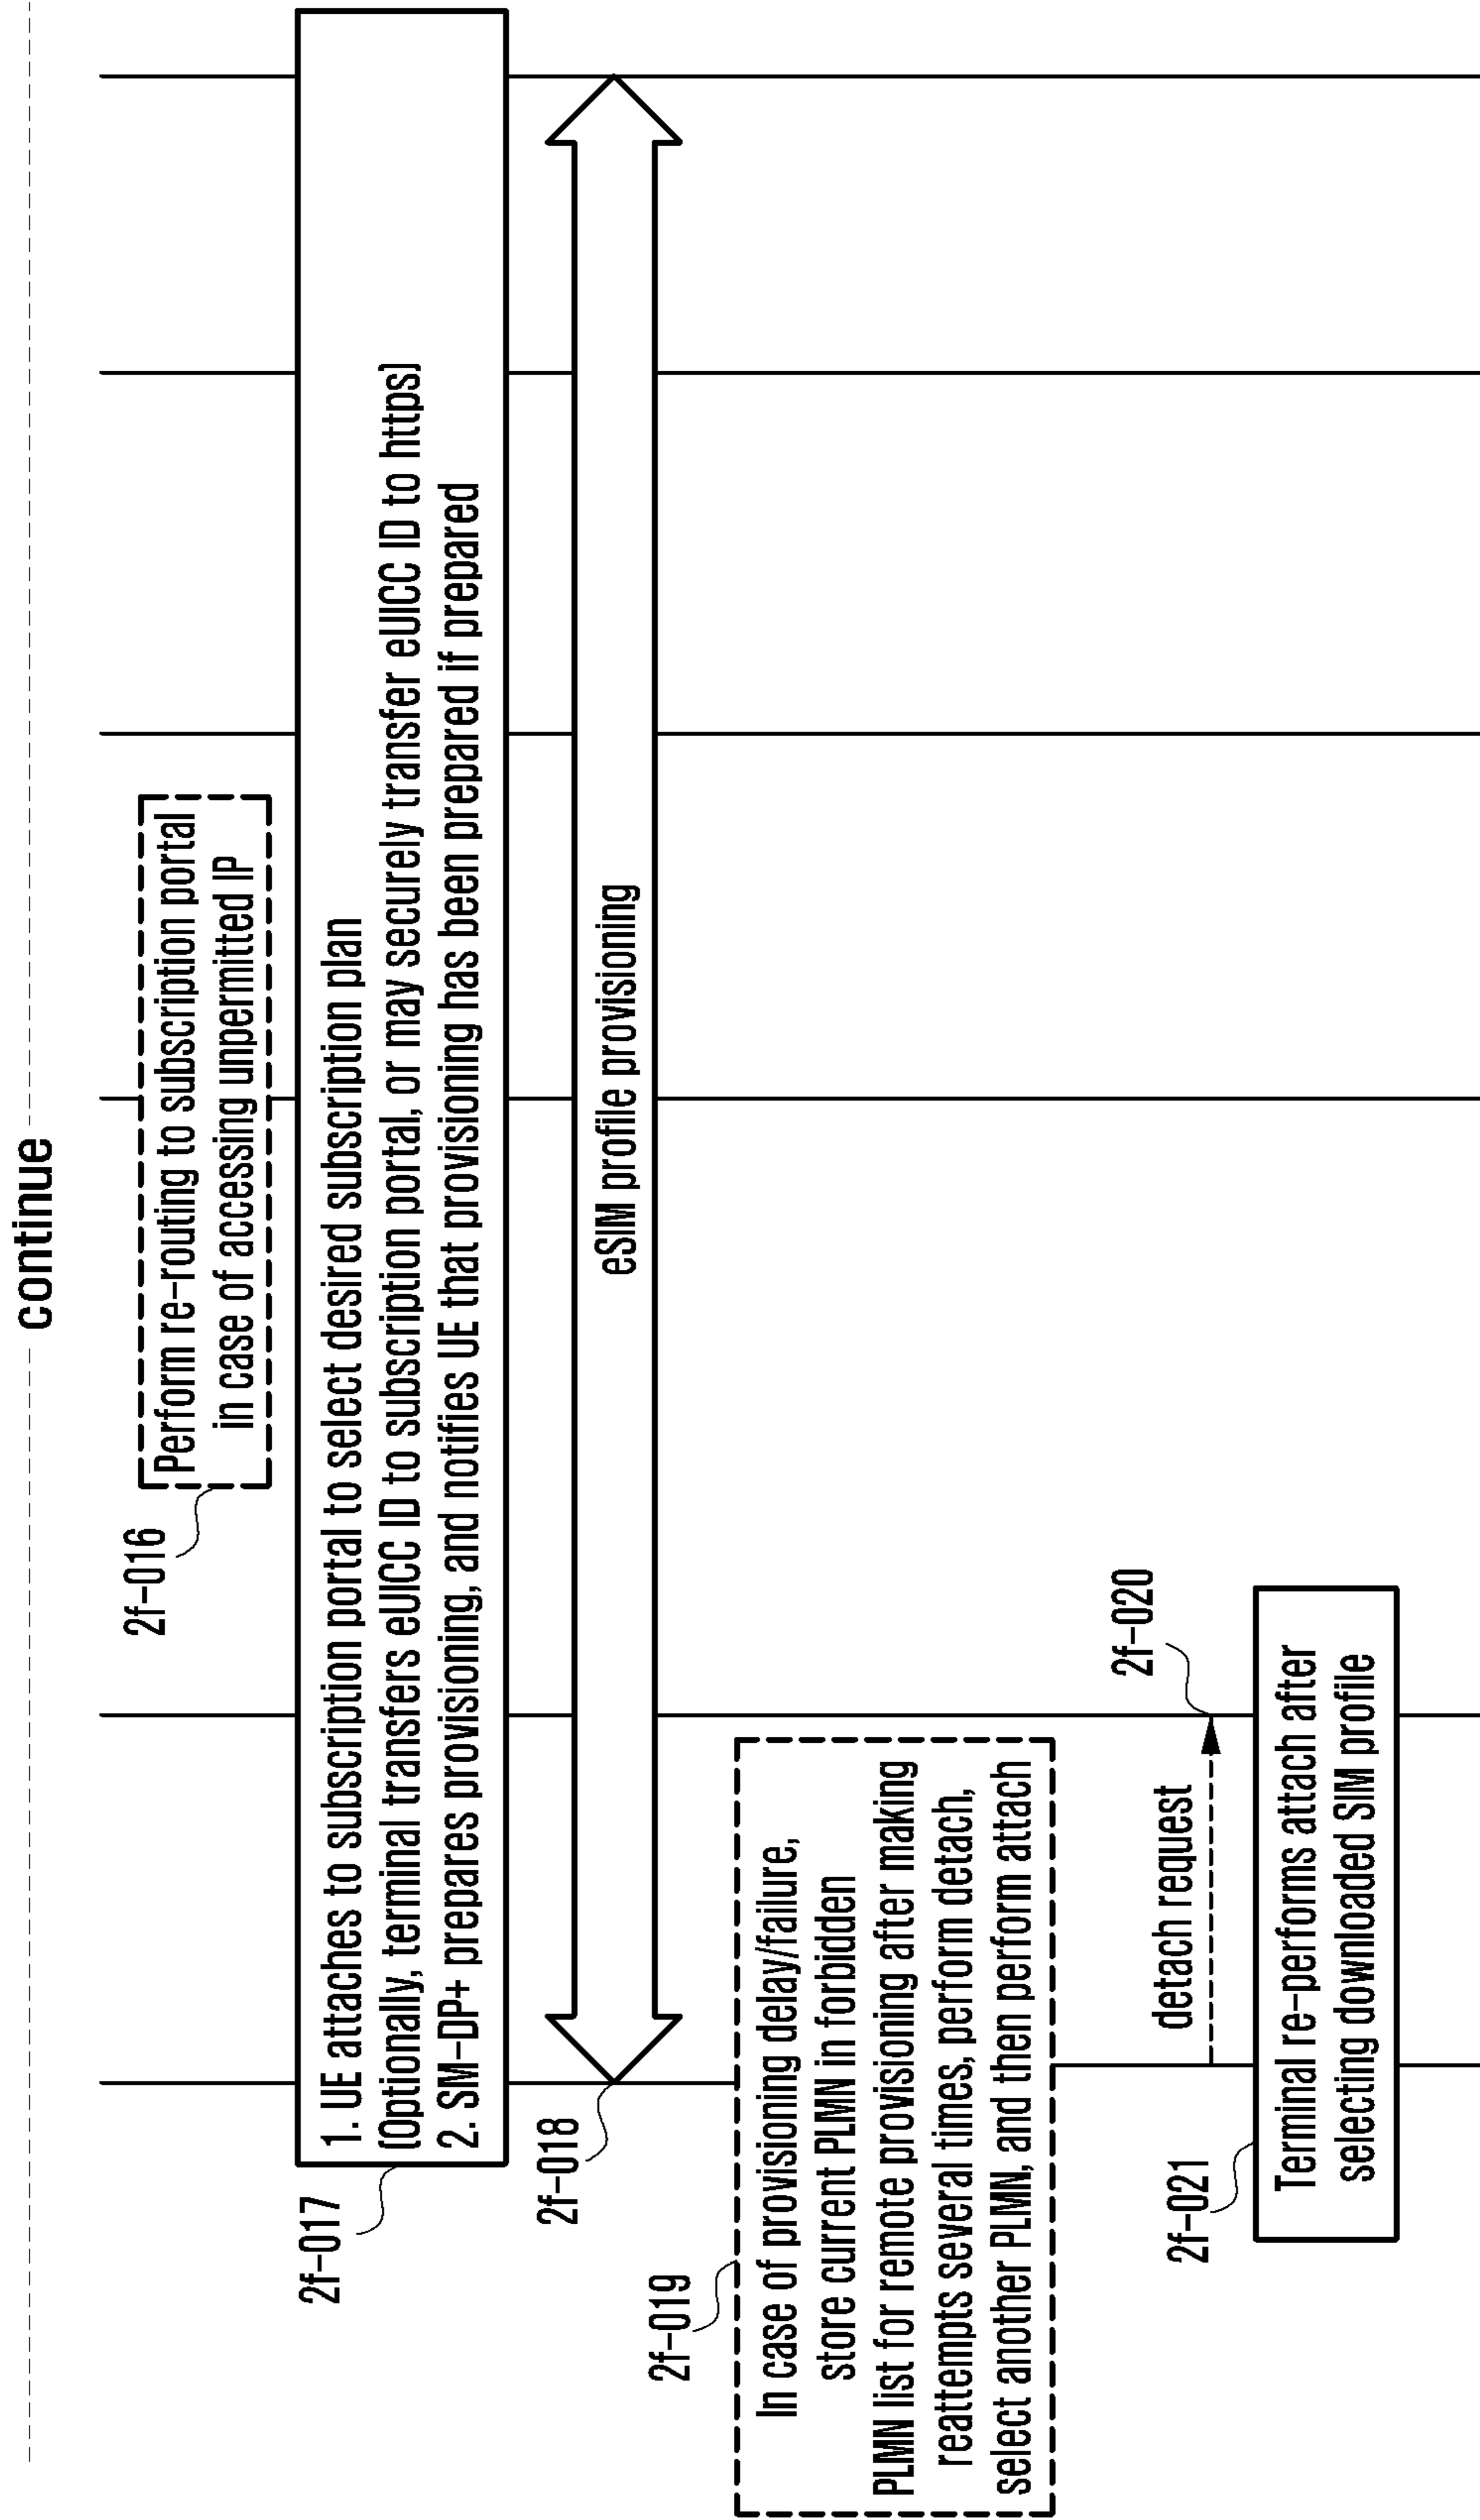 continue
2f-016
Perform re-routing to subscription portal
in case of accessing unpermitted IP
2f-017
1. UE attaches to subscription portal to select desired subscription plan
(Optionally, terminal transfers eUICC ID to subscription portal, or may securely transfer eUICC ID to https)
2. SM-DP+ prepares provisioning, and notifies UE that provisioning has been prepared if prepared
2f-018
eSIM profile provisioning
2f-019
In case of provisioning delay/failure,
store current PLMN in forbidden
PLMN list for remote provisioning after making
reattempts several times, perform detach,
select another PLMN, and then perform attach
detach request
2f-020
2f-021
Terminal re-performs attach after
selecting downloaded SIM profile